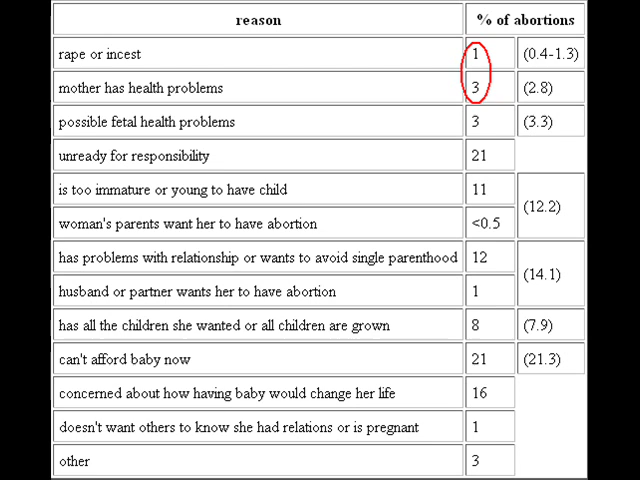 reason % of abortions
rape or incest 1 (0.4-1.3)
mother has health problems 3 (2.8)
possible fetal health problems 3 (3.3)
unready for responsibility 21
is too immature or young to have child 11 (12.2)
woman's parents want her to have abortion <0.5
has problems with relationship or wants to avoid single parenthood 12 (14.1)
husband or partner wants her to have abortion 1
has all the children she wanted or all children are grown 8 (7.9)
can't afford baby now 21 (21.3)
concerned about how having baby would change her life 16
doesn't want others to know she had relations or is pregnant 1
other 3